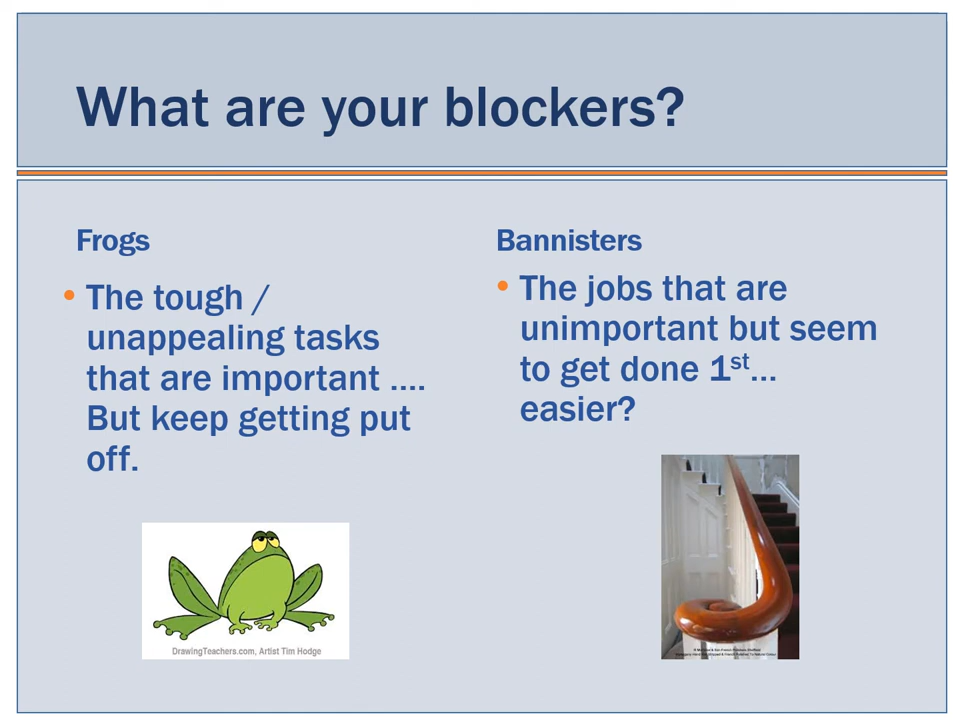 What are your blockers?
Frogs
• The tough /
unappealing tasks
that are important ....
But keep getting put
off.
DrawingTeachers.com, Artist Tim Hodge
Bannisters
• The jobs that are
unimportant but seem
to get done 1st...
easier?